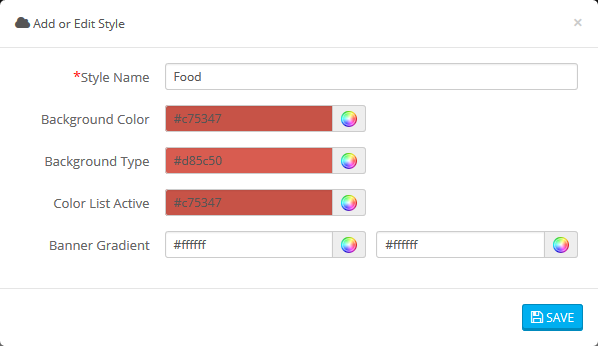 Add or Edit Style ×
*Style Name Food
Background Color #c75347
Background Type #d85c50
Color List Active #c75347
Banner Gradient #ffffff #ffffff
SAVE